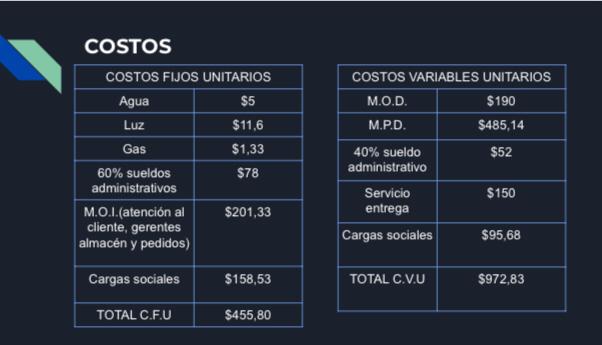 COSTOS
COSTOS FIJOS UNITARIOS
Agua $5
Luz $11,6
Gas $1,33
60% sueldos $78
administrativos
M.O.I.(atención al $201,33
cliente, gerentes
almacén y pedidos)
Cargas sociales $158,53
TOTAL C.F.U $455,80
COSTOS VARIABLES UNITARIOS
M.O.D. $190
M.P.D. $485,14
40% sueldo $52
administrativo
Servicio $150
entrega
Cargas sociales $95,68
TOTAL C.V.U $972,83